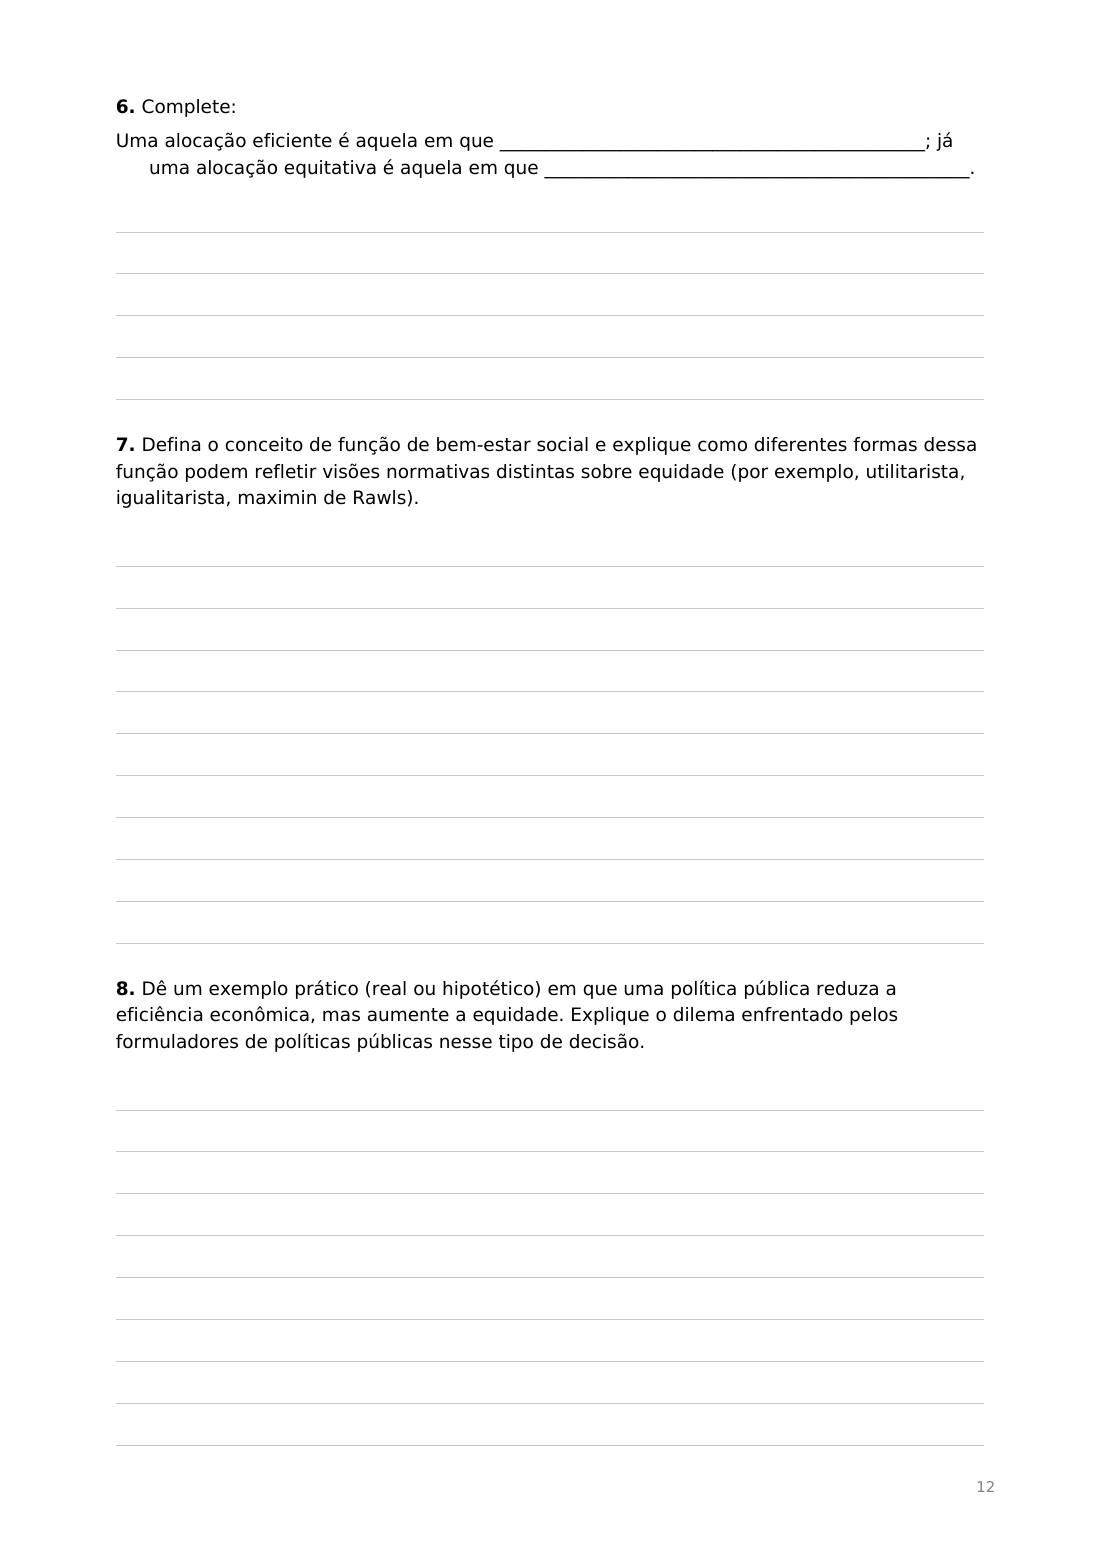 6. Complete:
Uma alocação eficiente é aquela em que ______________________________________________; já
uma alocação equitativa é aquela em que ______________________________________________.
7. Defina o conceito de função de bem-estar social e explique como diferentes formas dessa
função podem refletir visões normativas distintas sobre equidade (por exemplo, utilitarista,
igualitarista, maximin de Rawls).
8. Dê um exemplo prático (real ou hipotético) em que uma política pública reduza a
eficiência econômica, mas aumente a equidade. Explique o dilema enfrentado pelos
formuladores de políticas públicas nesse tipo de decisão.
12